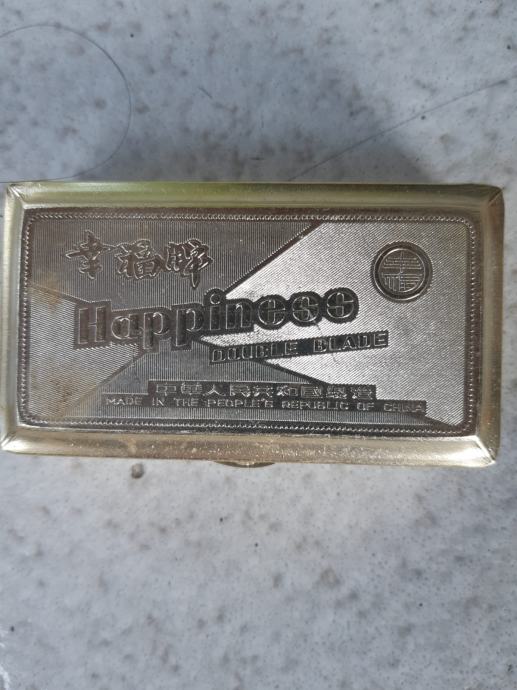 幸福牌
Happiness
DOUBLE BLADE
中華人民共和國製造
MADE IN THE PEOPLE'S REPUBLIC OF CHINA